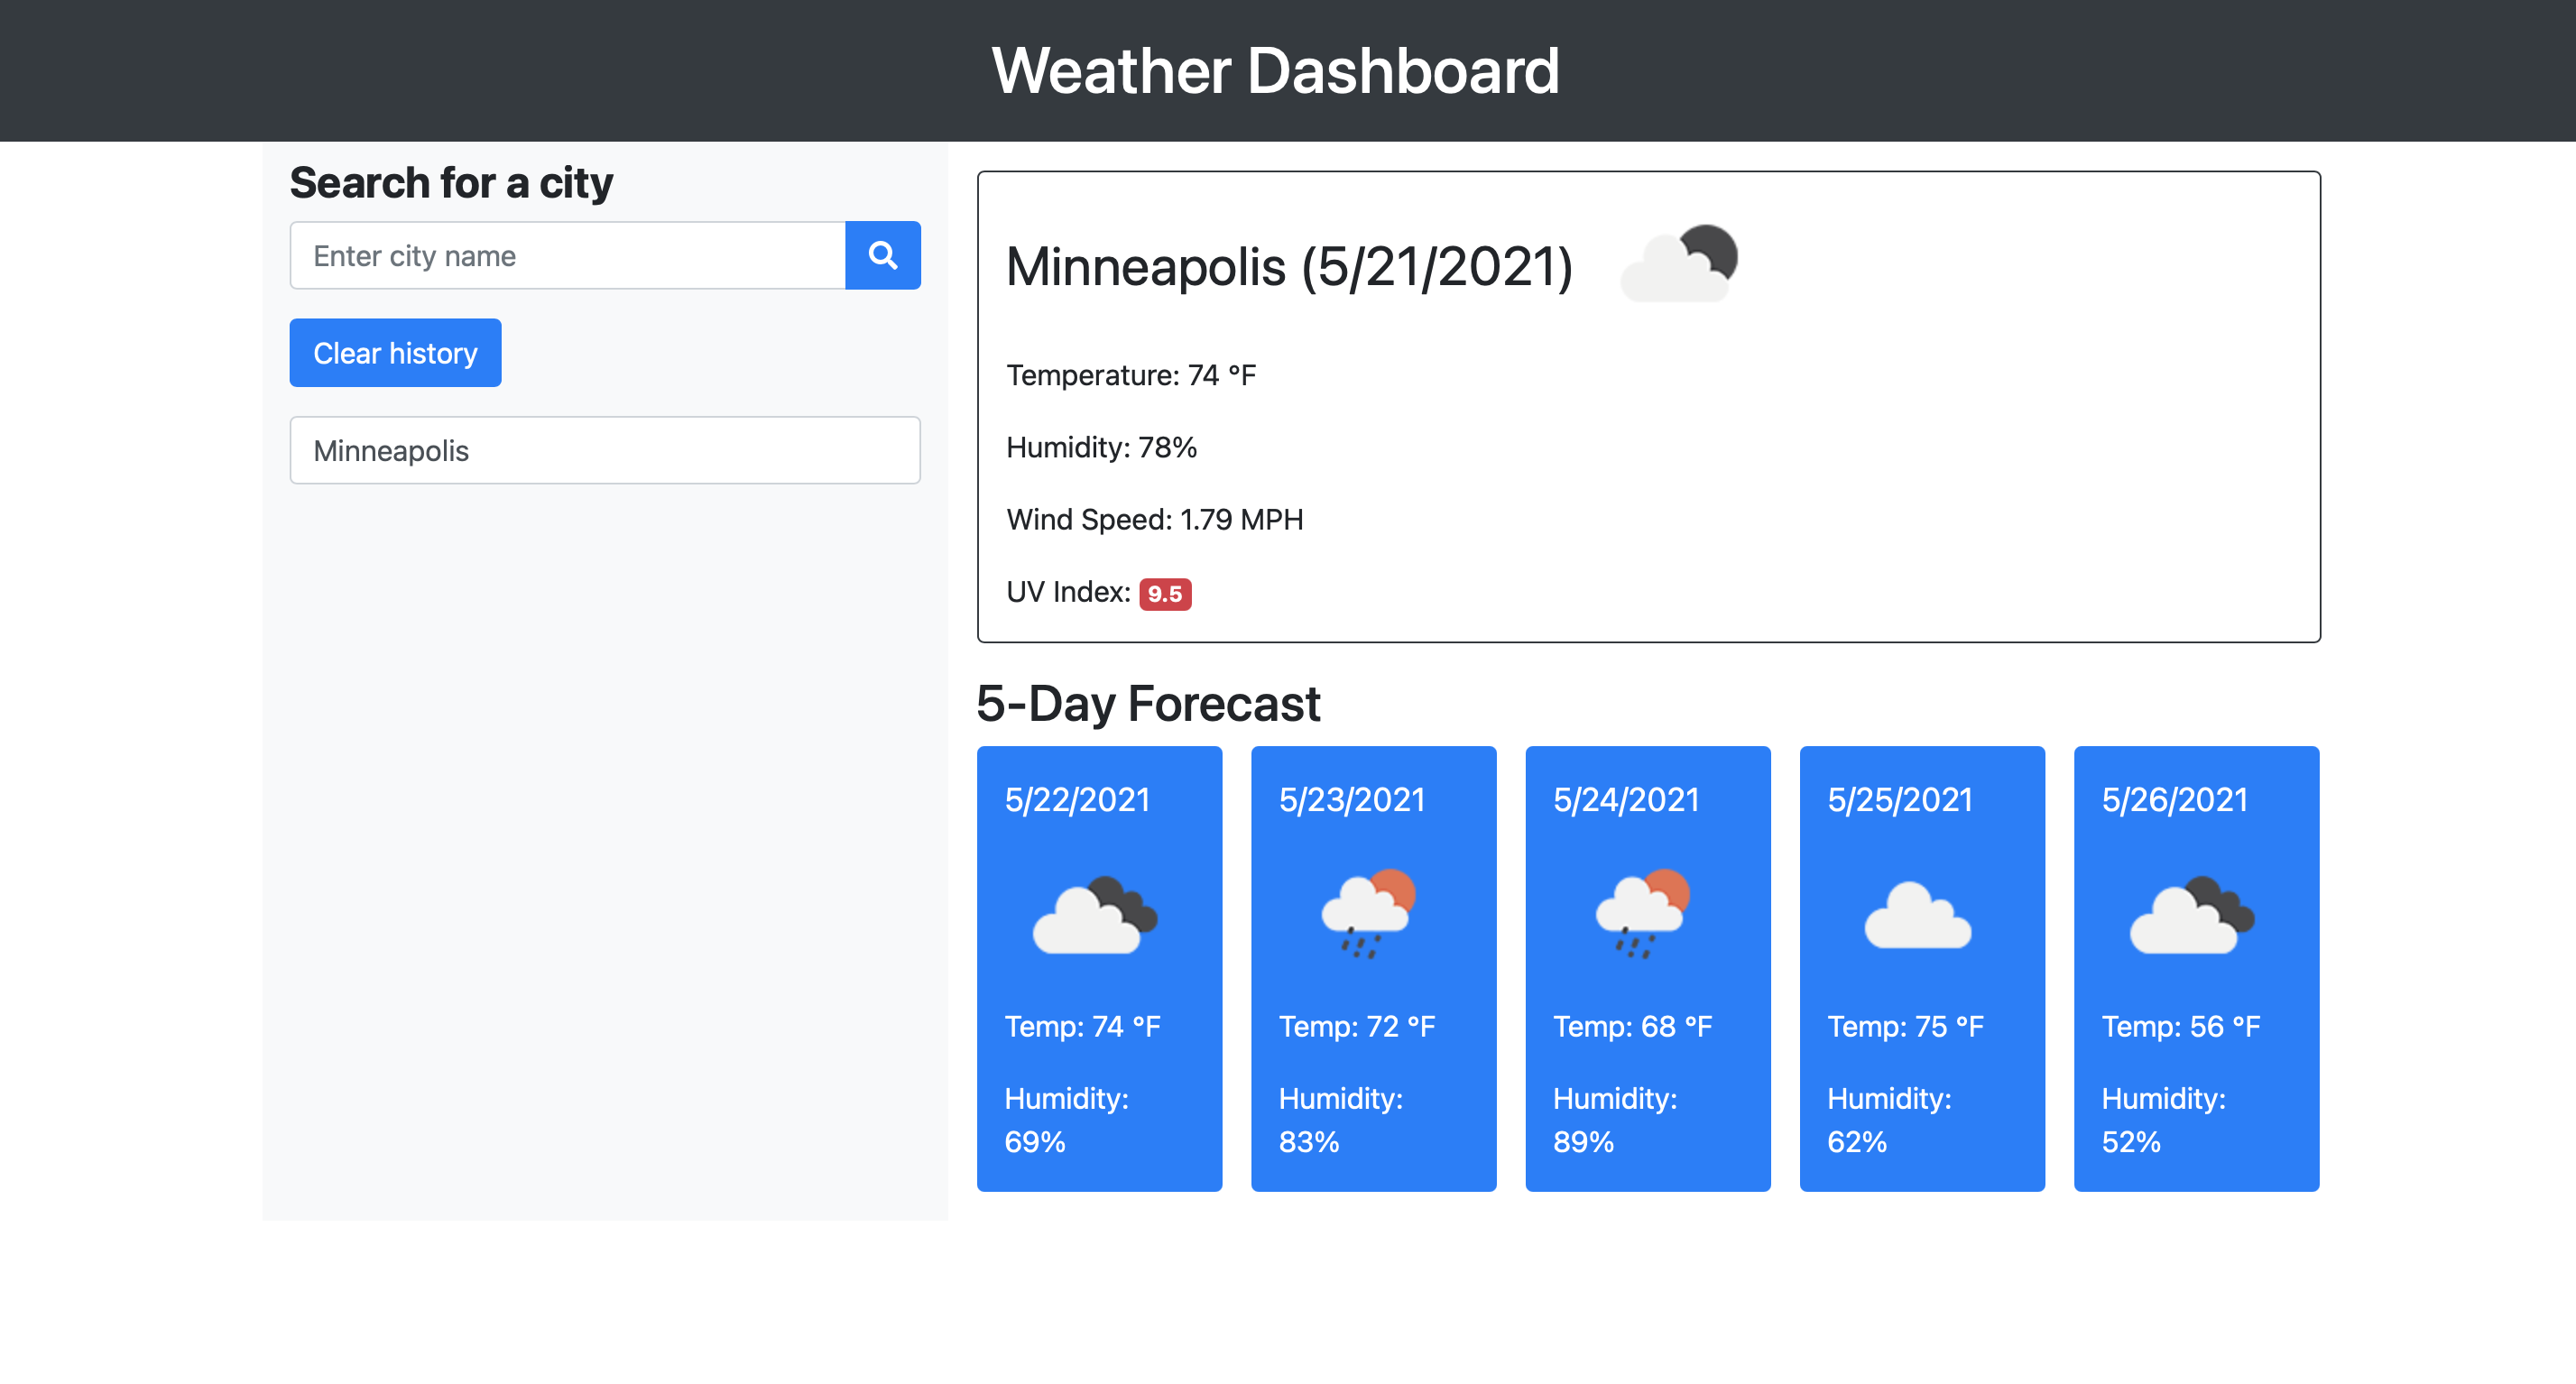 Weather Dashboard
Search for a city
Enter city name
Clear history
Minneapolis
Minneapolis (5/21/2021)
Temperature: 74 °F
Humidity: 78%
Wind Speed: 1.79 MPH
UV Index: 9.5
5-Day Forecast
5/22/2021
Temp: 74 °F
Humidity:
69%
5/23/2021
Temp: 72 °F
Humidity:
83%
5/24/2021
Temp: 68 °F
Humidity:
89%
5/25/2021
Temp: 75 °F
Humidity:
62%
5/26/2021
Temp: 56 °F
Humidity:
52%